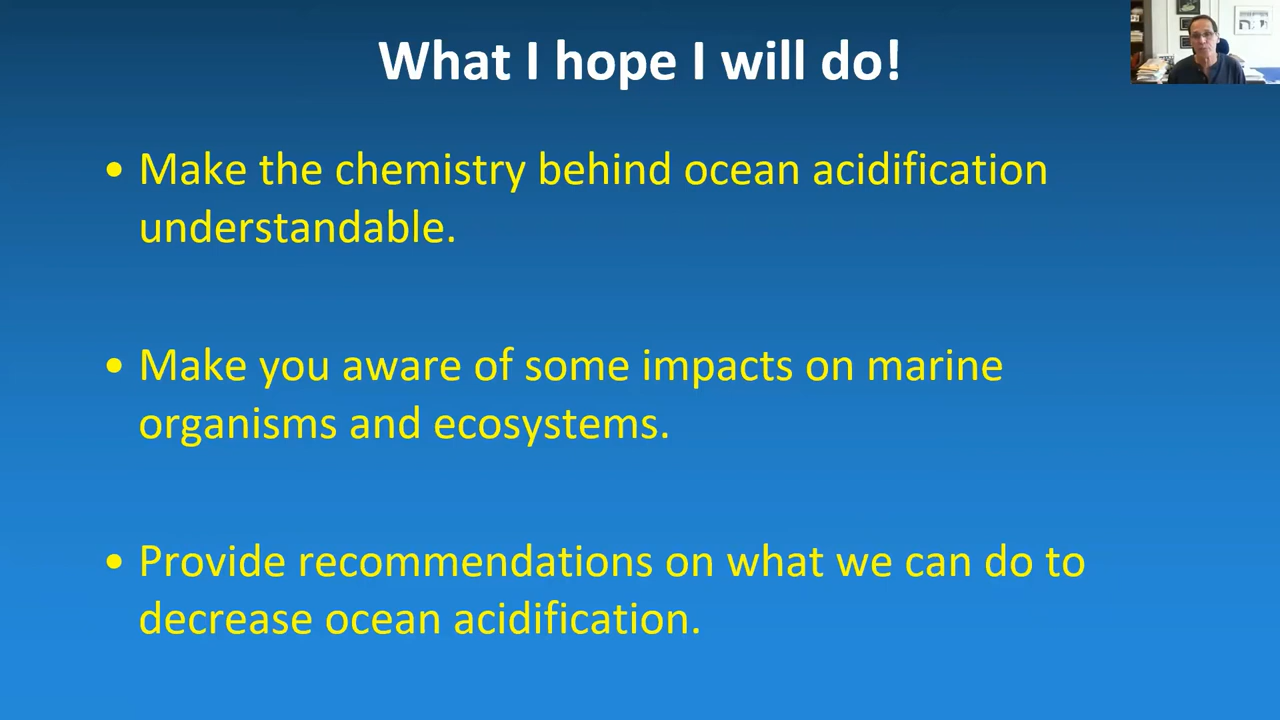 What I hope I will do!
• Make the chemistry behind ocean acidification
understandable.
• Make you aware of some impacts on marine
organisms and ecosystems.
• Provide recommendations on what we can do to
decrease ocean acidification.